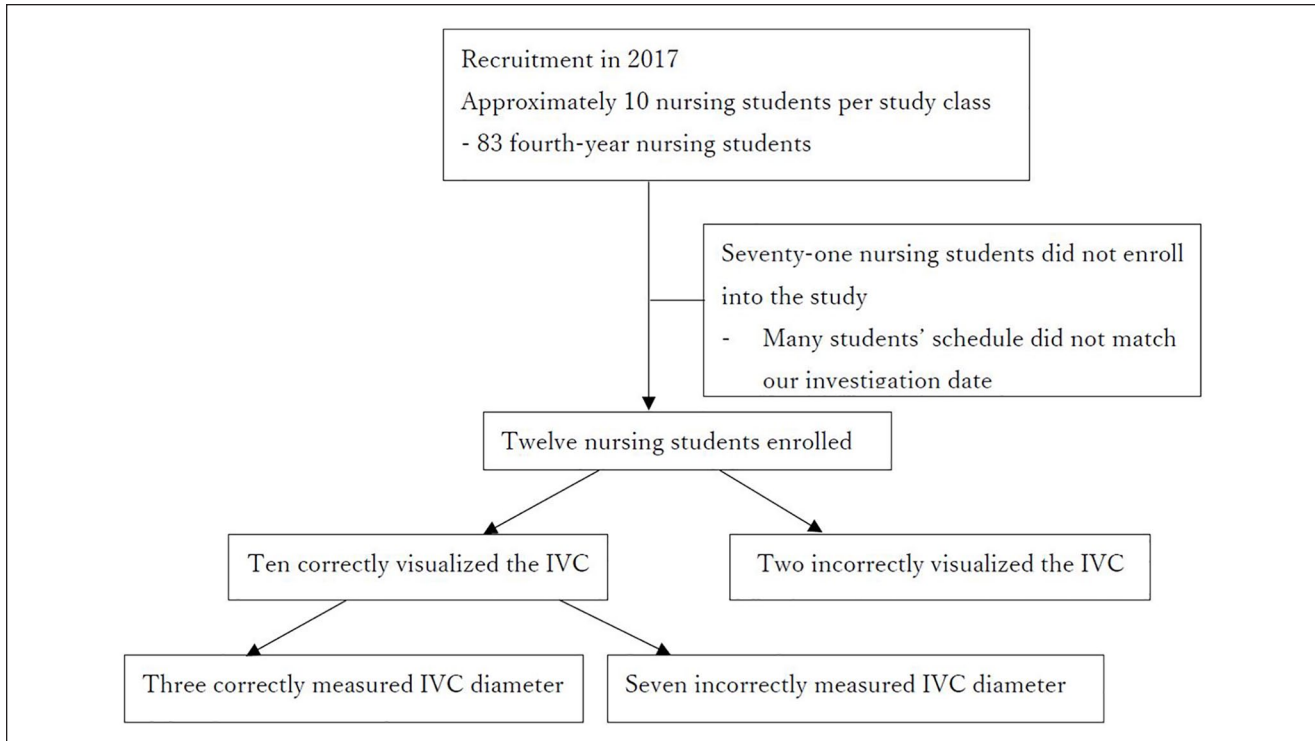 Recruitment in 2017
Approximately 10 nursing students per study class
- 83 fourth-year nursing students
Seventy-one nursing students did not enroll
into the study
- Many students’ schedule did not match
our investigation date
Twelve nursing students enrolled
Ten correctly visualized the IVC
Two incorrectly visualized the IVC
Three correctly measured IVC diameter
Seven incorrectly measured IVC diameter